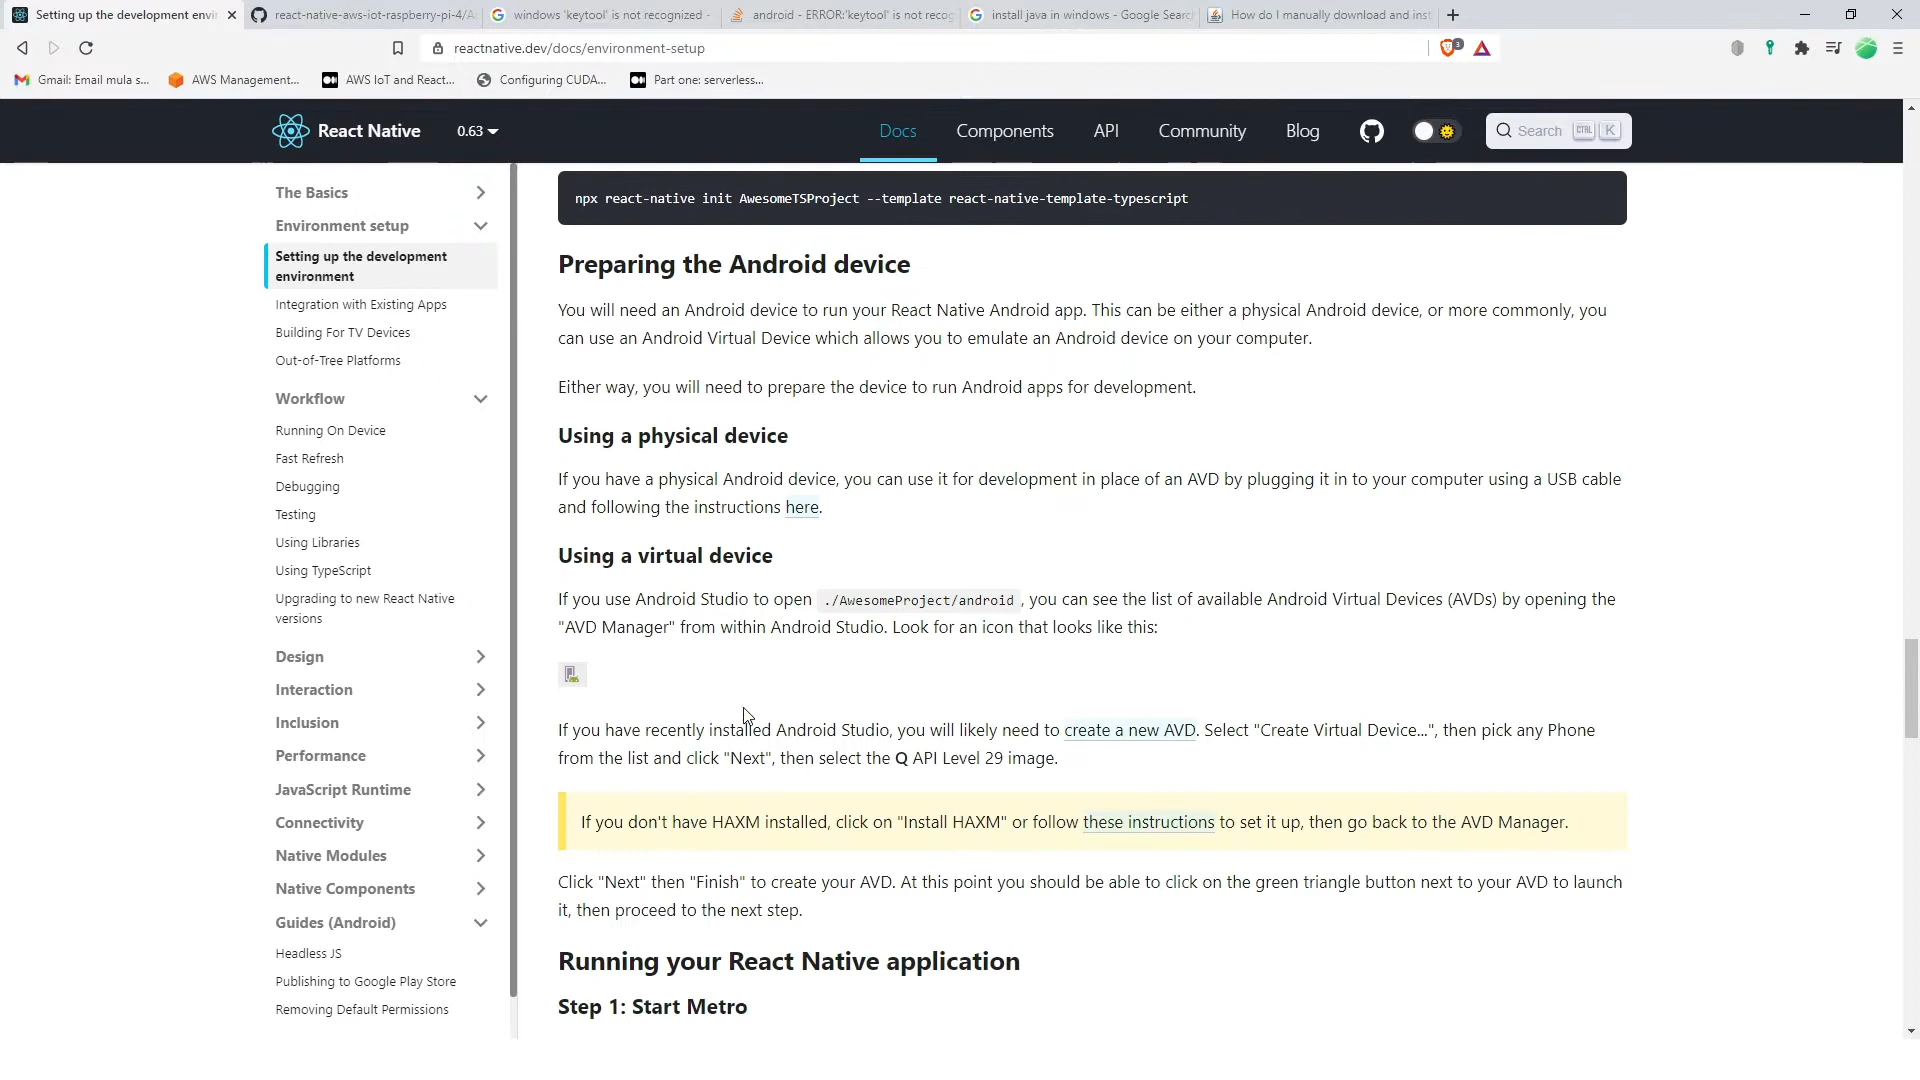 Setting up the development envir
react-native-aws-iot-raspberry-pi-4/A
windows 'keytool' is not recognized -
android - ERROR:'keytool' is not recog
install java in windows - Google Searc
How do I manually download and inst
reactnative.dev/docs/environment-setup
3
Gmail: Email mula s...
AWS Management...
AWS IoT and React...
Configuring CUDA...
Part one: serverless...
React Native
0.63
Docs
Components
API
Community
Blog
Search
CTRL
K
The Basics
Environment setup
Setting up the development
environment
Integration with Existing Apps
Building For TV Devices
Out-of-Tree Platforms
Workflow
Running On Device
Fast Refresh
Debugging
Testing
Using Libraries
Using TypeScript
Upgrading to new React Native
versions
Design
Interaction
Inclusion
Performance
JavaScript Runtime
Connectivity
Native Modules
Native Components
Guides (Android)
Headless JS
Publishing to Google Play Store
Removing Default Permissions
npx react-native init AwesomeTSProject --template react-native-template-typescript
Preparing the Android device
You will need an Android device to run your React Native Android app. This can be either a physical Android device, or more commonly, you
can use an Android Virtual Device which allows you to emulate an Android device on your computer.
Either way, you will need to prepare the device to run Android apps for development.
Using a physical device
If you have a physical Android device, you can use it for development in place of an AVD by plugging it in to your computer using a USB cable
and following the instructions here.
Using a virtual device
If you use Android Studio to open ./AwesomeProject/android, you can see the list of available Android Virtual Devices (AVDs) by opening the
"AVD Manager" from within Android Studio. Look for an icon that looks like this:
If you have recently installed Android Studio, you will likely need to create a new AVD. Select "Create Virtual Device...", then pick any Phone
from the list and click "Next", then select the Q API Level 29 image.
If you don't have HAXM installed, click on "Install HAXM" or follow these instructions to set it up, then go back to the AVD Manager.
Click "Next" then "Finish" to create your AVD. At this point you should be able to click on the green triangle button next to your AVD to launch
it, then proceed to the next step.
Running your React Native application
Step 1: Start Metro